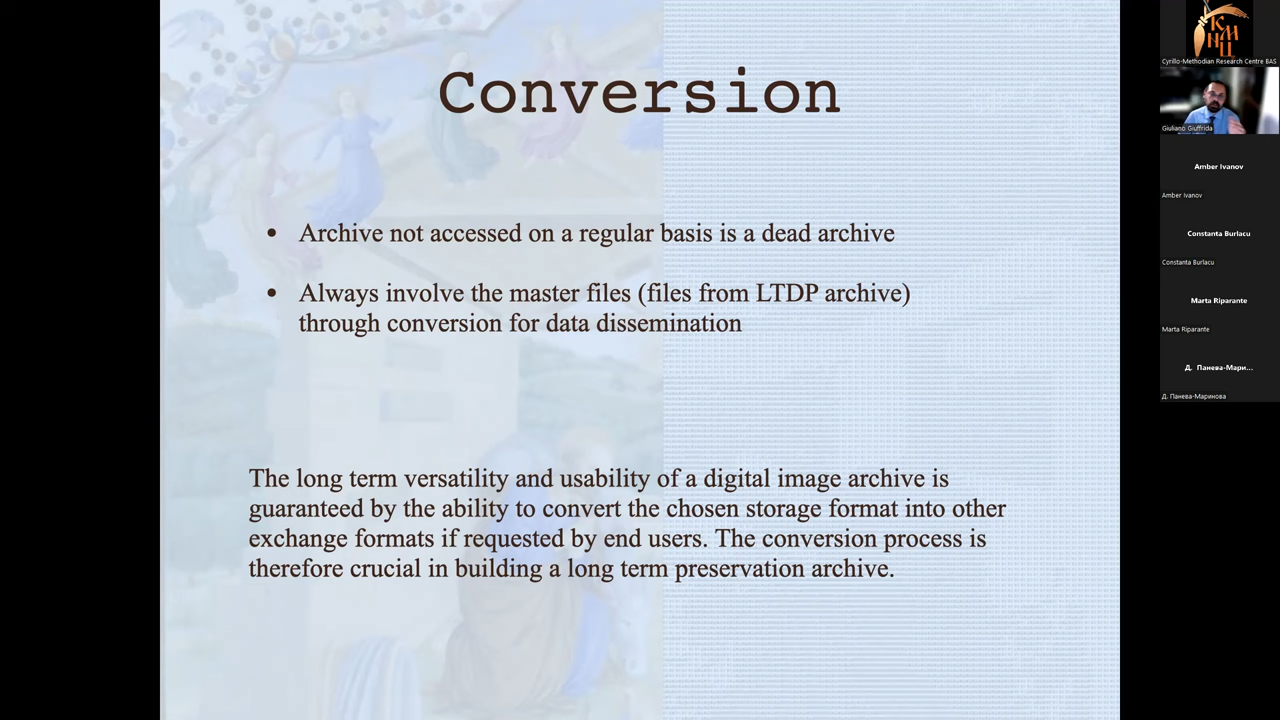 Conversion
• Archive not accessed on a regular basis is a dead archive
• Always involve the master files (files from LTDP archive)
through conversion for data dissemination
The long term versatility and usability of a digital image archive is
guaranteed by the ability to convert the chosen storage format into other
exchange formats if requested by end users. The conversion process is
therefore crucial in building a long term preservation archive.
КМ
НЦ
Cyrillo-Methodian Research Centre BAS
Giuliano Giuffrida
Amber Ivanov
Amber Ivanov
Constanta Burlacu
Constanta Burlacu
Marta Riparante
Marta Riparante
Д. Панева-Мари...
Д. Панева-Маринова